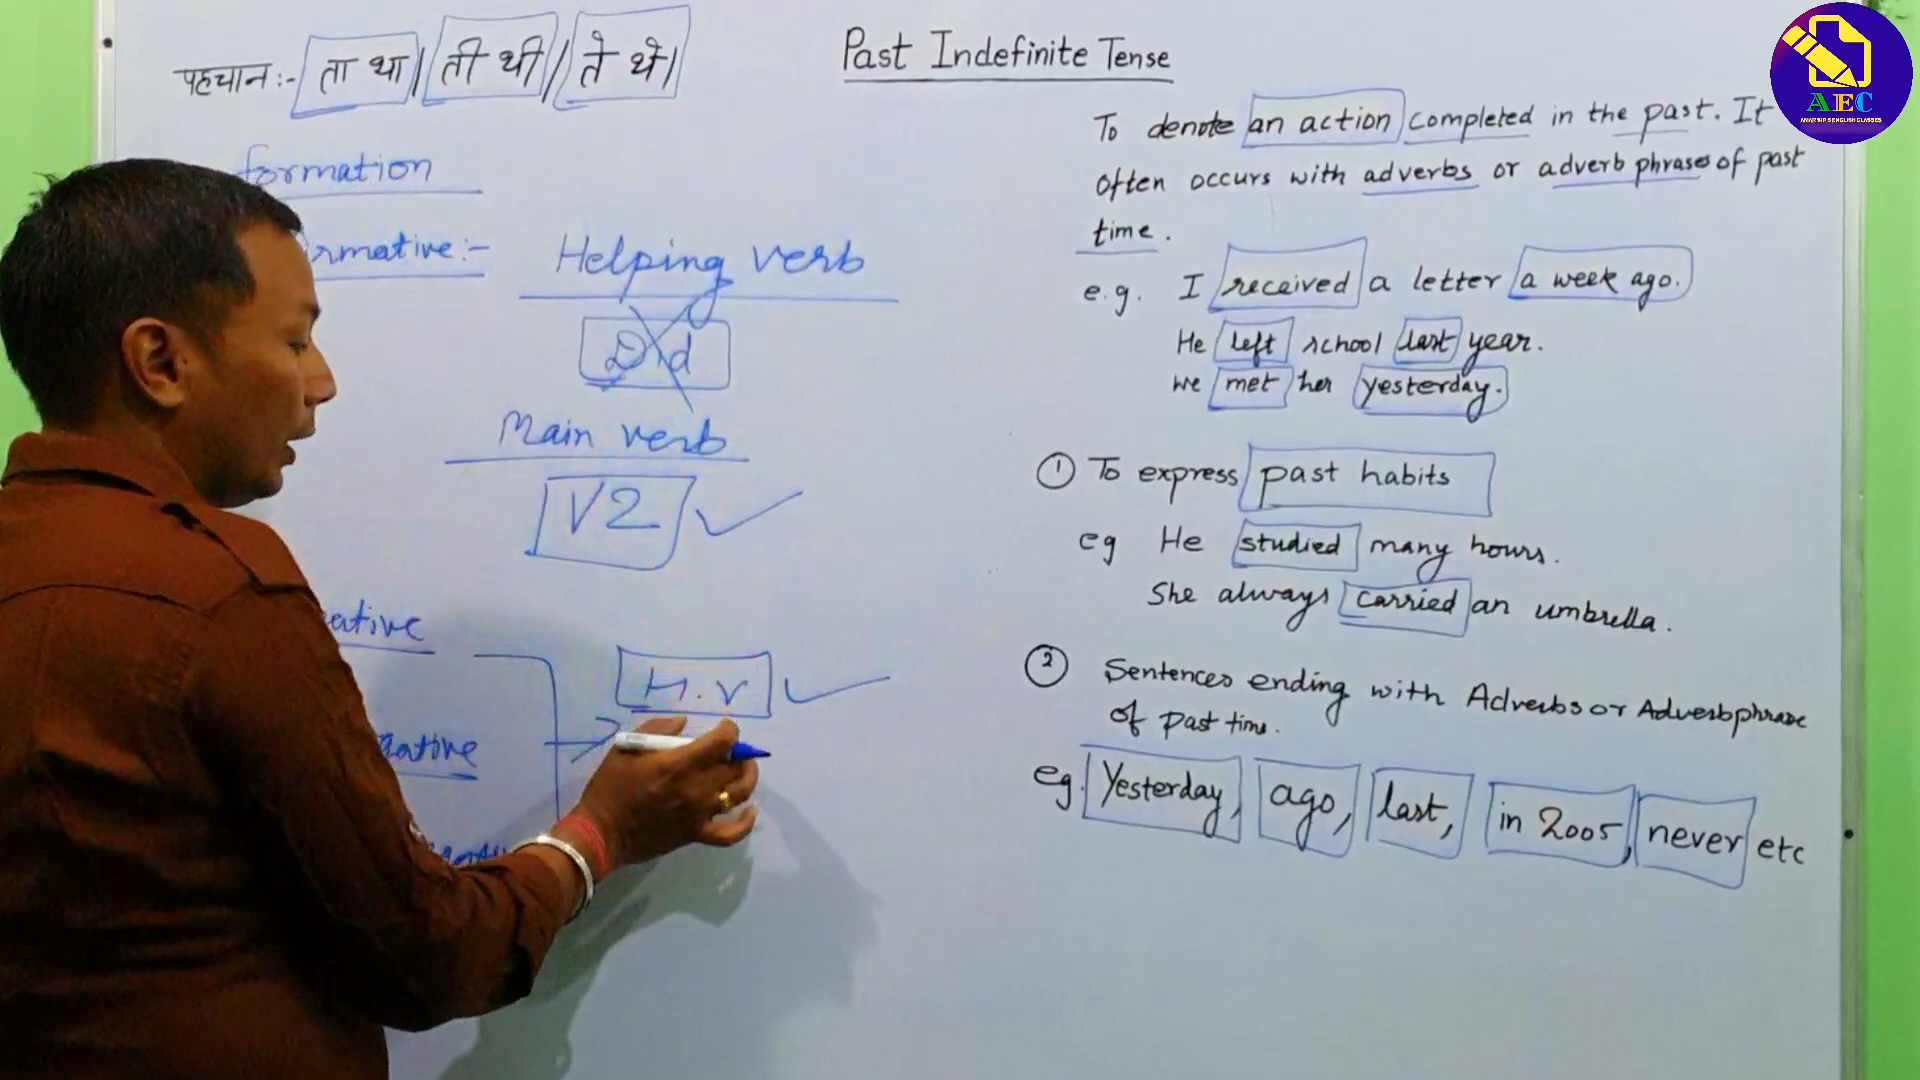 Past Indefinite Tense
पहचान :- ता था / ती थी / ते थे।
formation
Helping verb
Did
Main verb
V2
H.V
To denote an action completed in the past. It
often occurs with adverbs or adverb phrases of past
time.
e.g. I received a letter a week ago.
He left school last year.
We met her yesterday.
① To express past habits
eg He studied many hours.
She always carried an umbrella.
② Sentences ending with Adverbs or Adverb phrase
of past time.
eg. Yesterday, ago, last, in 2005, never etc
AEC